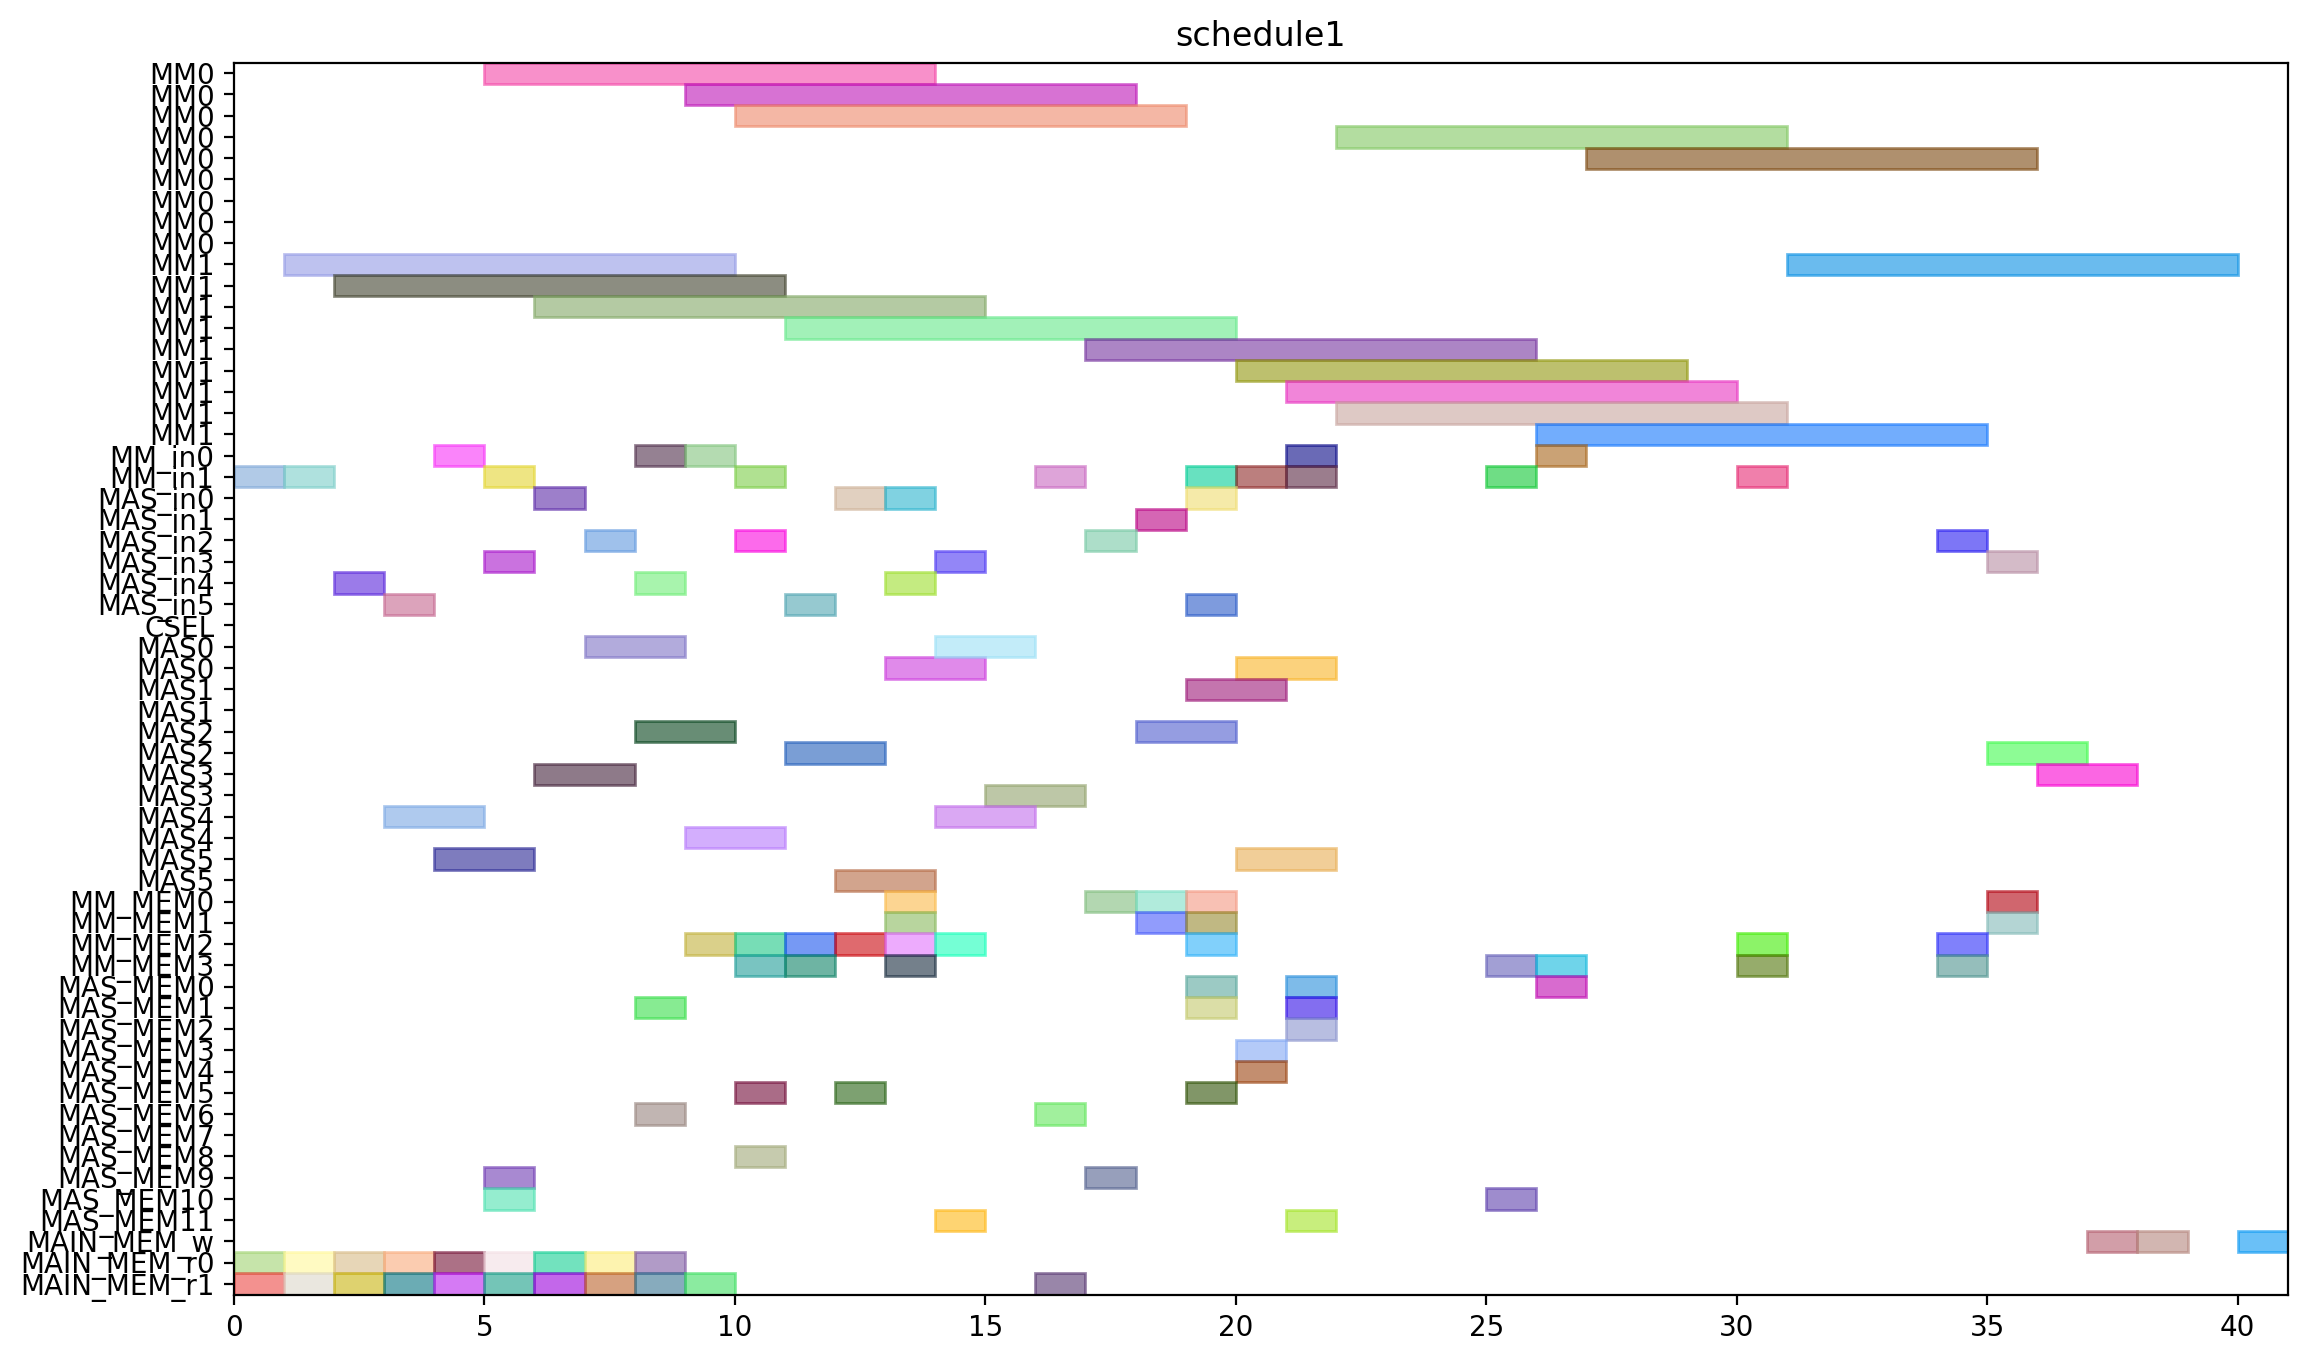 schedule1
MM0
MM0
MM0
MM0
MM0
MM0
MM0
MM0
MM0
MM1
MM1
MM1
MM1
MM1
MM1
MM1
MM1
MM1
MM_in0
MM_in1
MAS_in0
MAS_in1
MAS_in2
MAS_in3
MAS_in4
MAS_in5
CSEL
MAS0
MAS0
MAS1
MAS1
MAS2
MAS2
MAS3
MAS3
MAS4
MAS4
MAS5
MAS5
MM_MEM0
MM_MEM1
MM_MEM2
MM_MEM3
MAS_MEM0
MAS_MEM1
MAS_MEM2
MAS_MEM3
MAS_MEM4
MAS_MEM5
MAS_MEM6
MAS_MEM7
MAS_MEM8
MAS_MEM9
MAS_MEM10
MAS_MEM11
MAIN_MEM_w
MAIN_MEM_r0
MAIN_MEM_r1
0 5 10 15 20 25 30 35 40